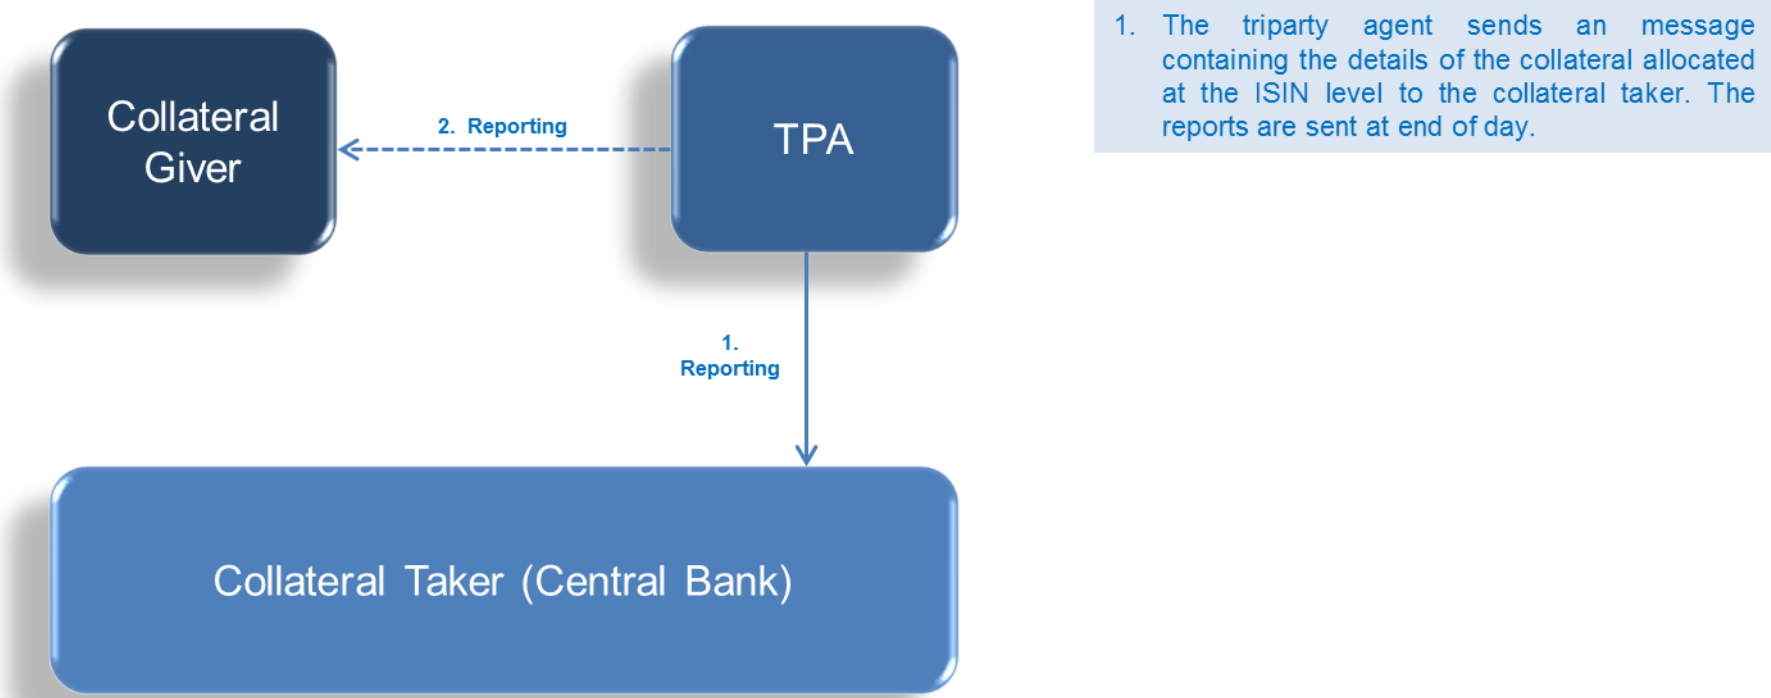 Collateral
Giver
2. Reporting
TPA
1.
Reporting
Collateral Taker (Central Bank)
1. The triparty agent sends an message
containing the details of the collateral allocated
at the ISIN level to the collateral taker. The
reports are sent at end of day.